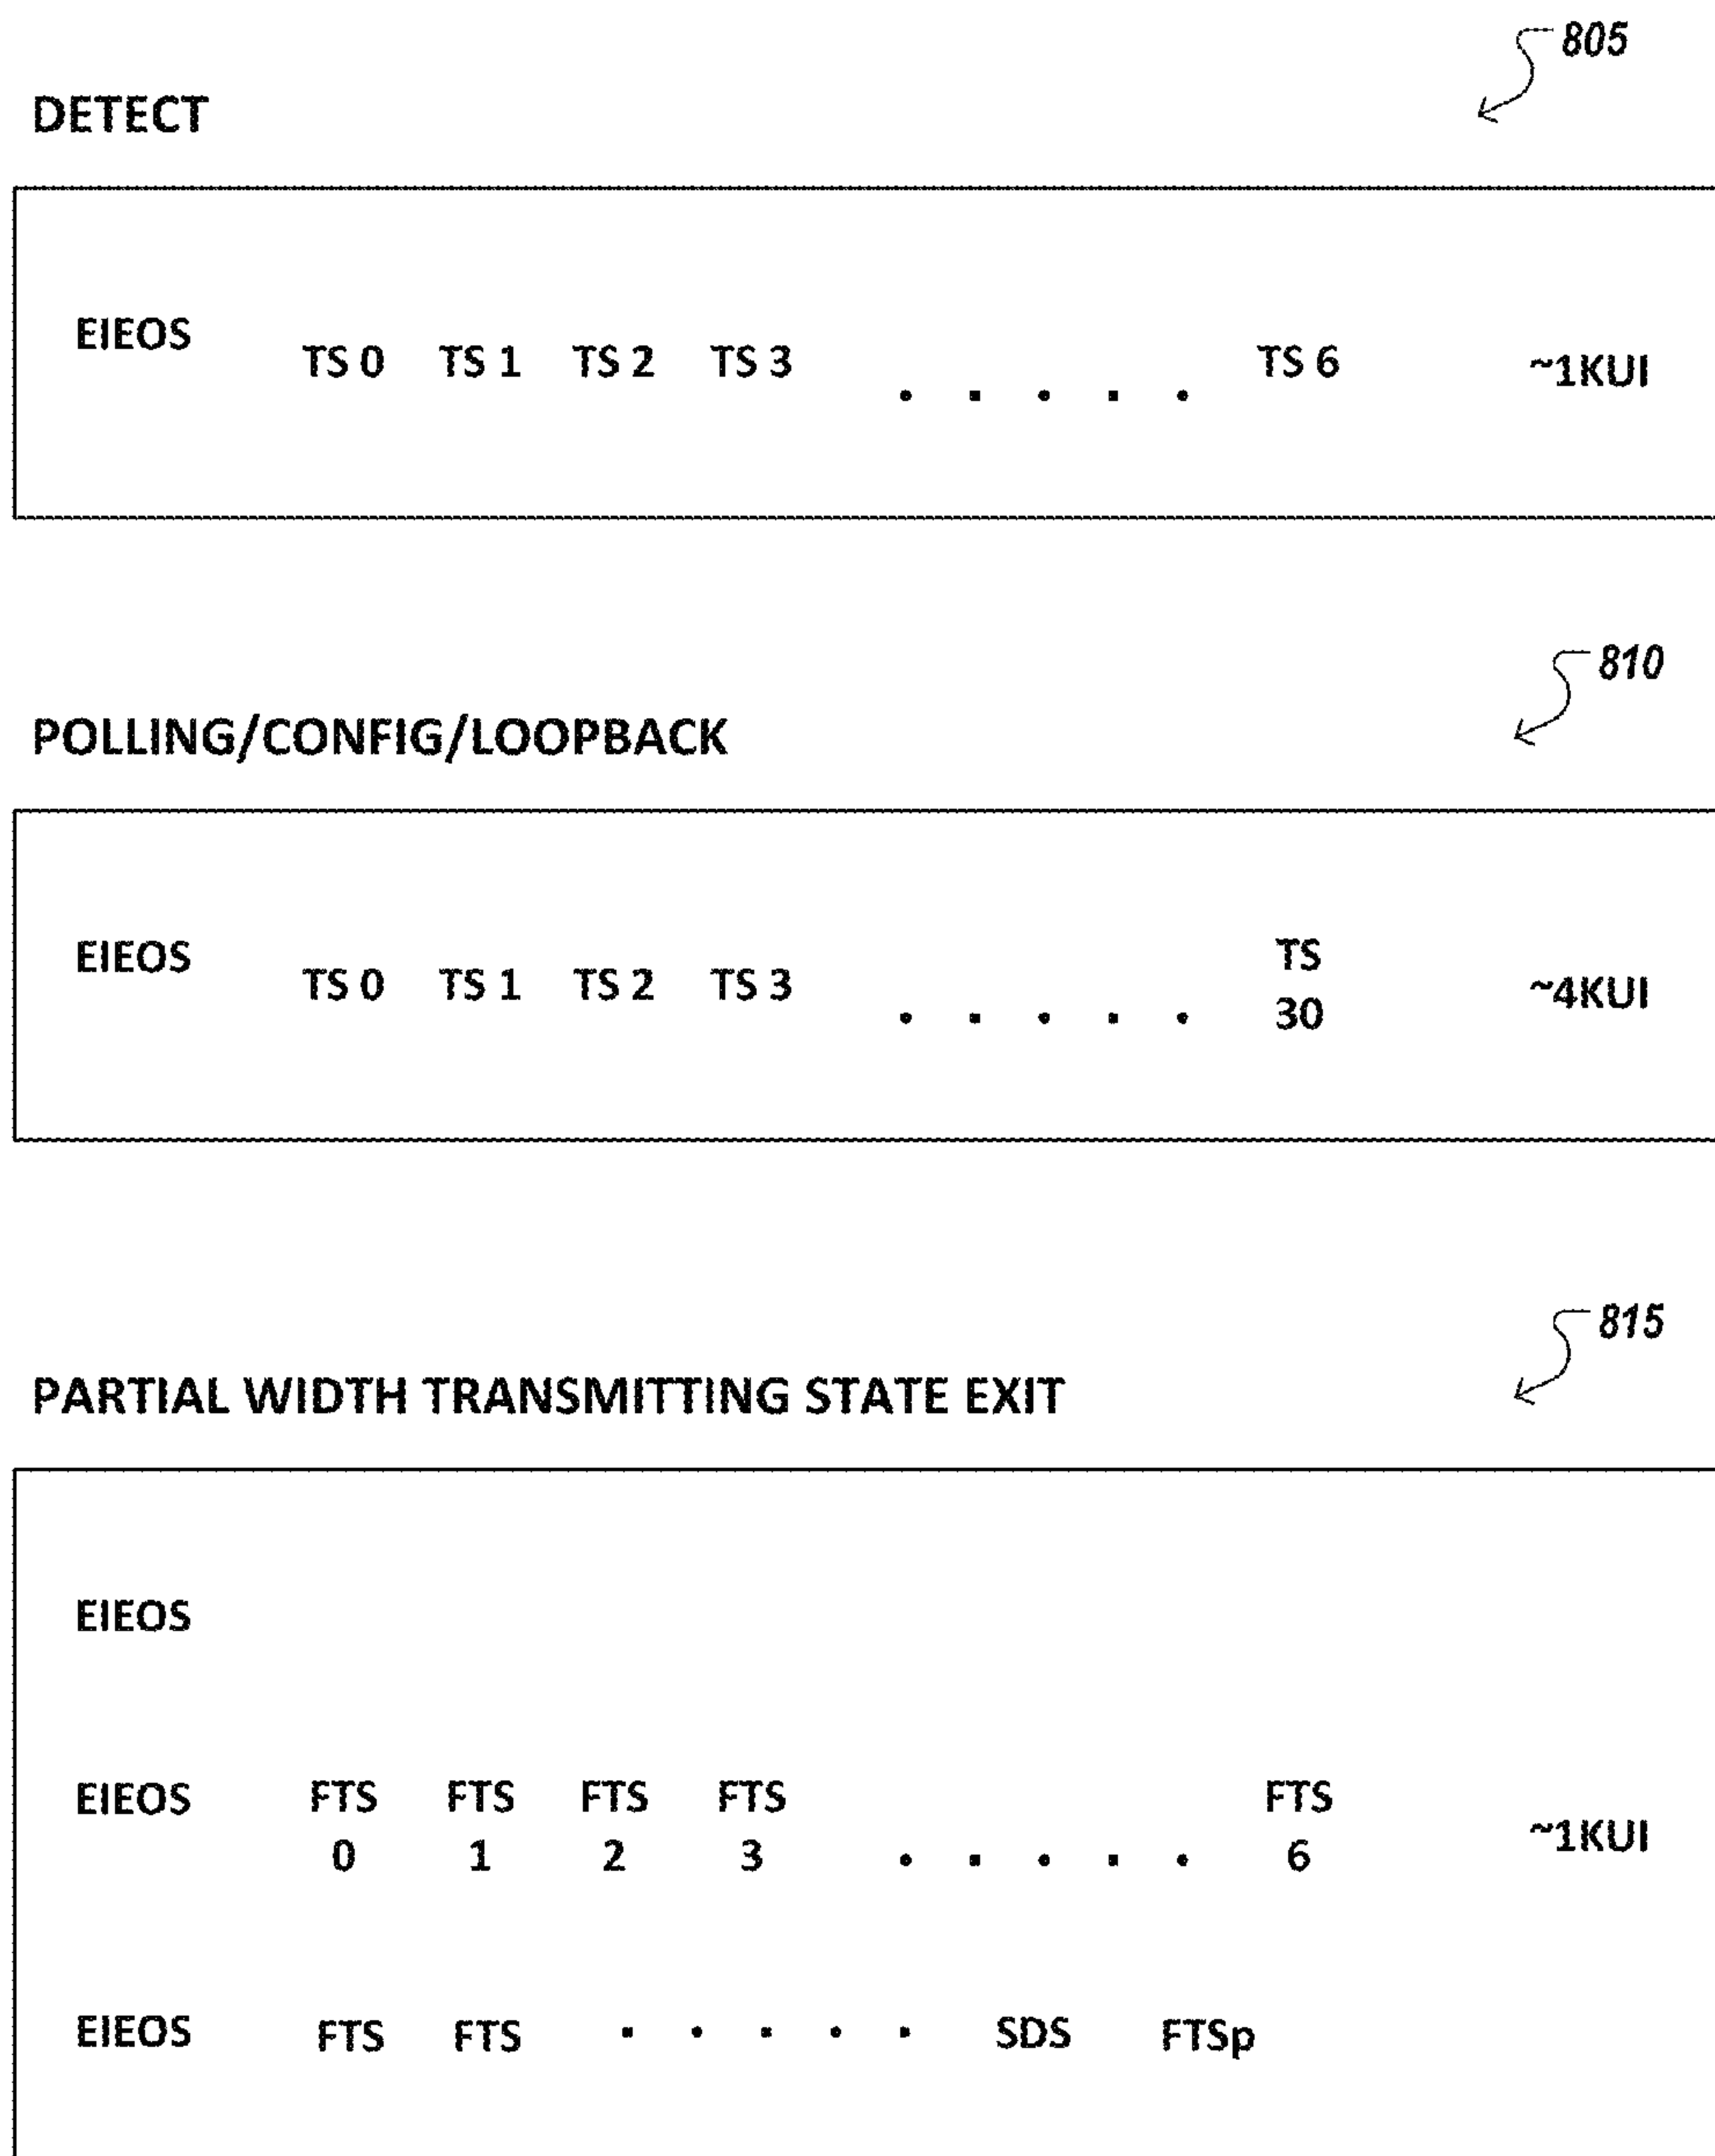 805
DETECT
EIEOS TS 0 TS 1 TS 2 TS 3 . . . . . TS 6 ~1KUI
810
POLLING/CONFIG/LOOPBACK
EIEOS TS 0 TS 1 TS 2 TS 3 . . . . . TS 30 ~4KUI
815
PARTIAL WIDTH TRANSMITTING STATE EXIT
EIEOS
EIEOS FTS 0 FTS 1 FTS 2 FTS 3 . . . . . FTS 6 ~1KUI
EIEOS FTS FTS . . . . . SDS FTSp